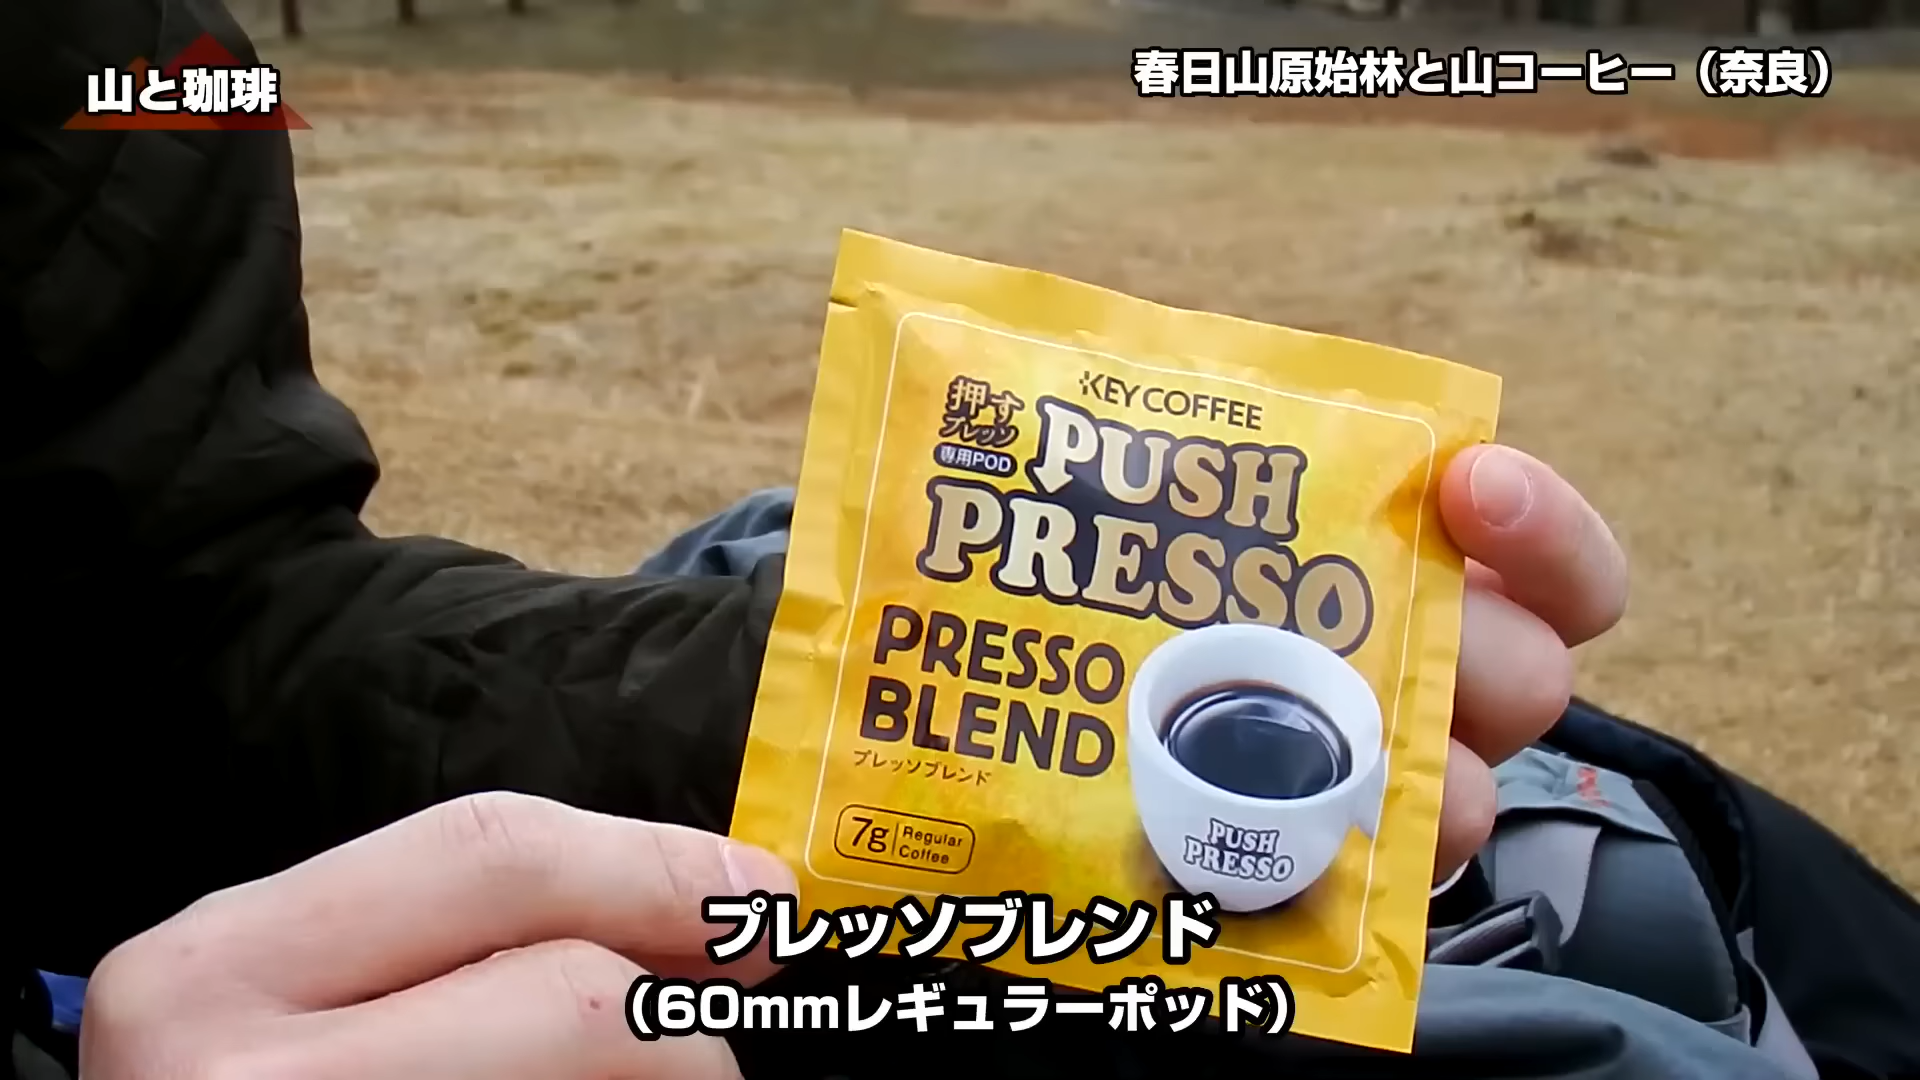 山と珈琲
春日山原始林と山コーヒー（奈良）
KEY COFFEE
押す
プレッソ
専用POD
PUSH
PRESSO
PRESSO
BLEND
プレッソブレンド
7g Regular
Coffee
PUSH
PRESSO
プレッソブレンド
（60mmレギュラーポッド）